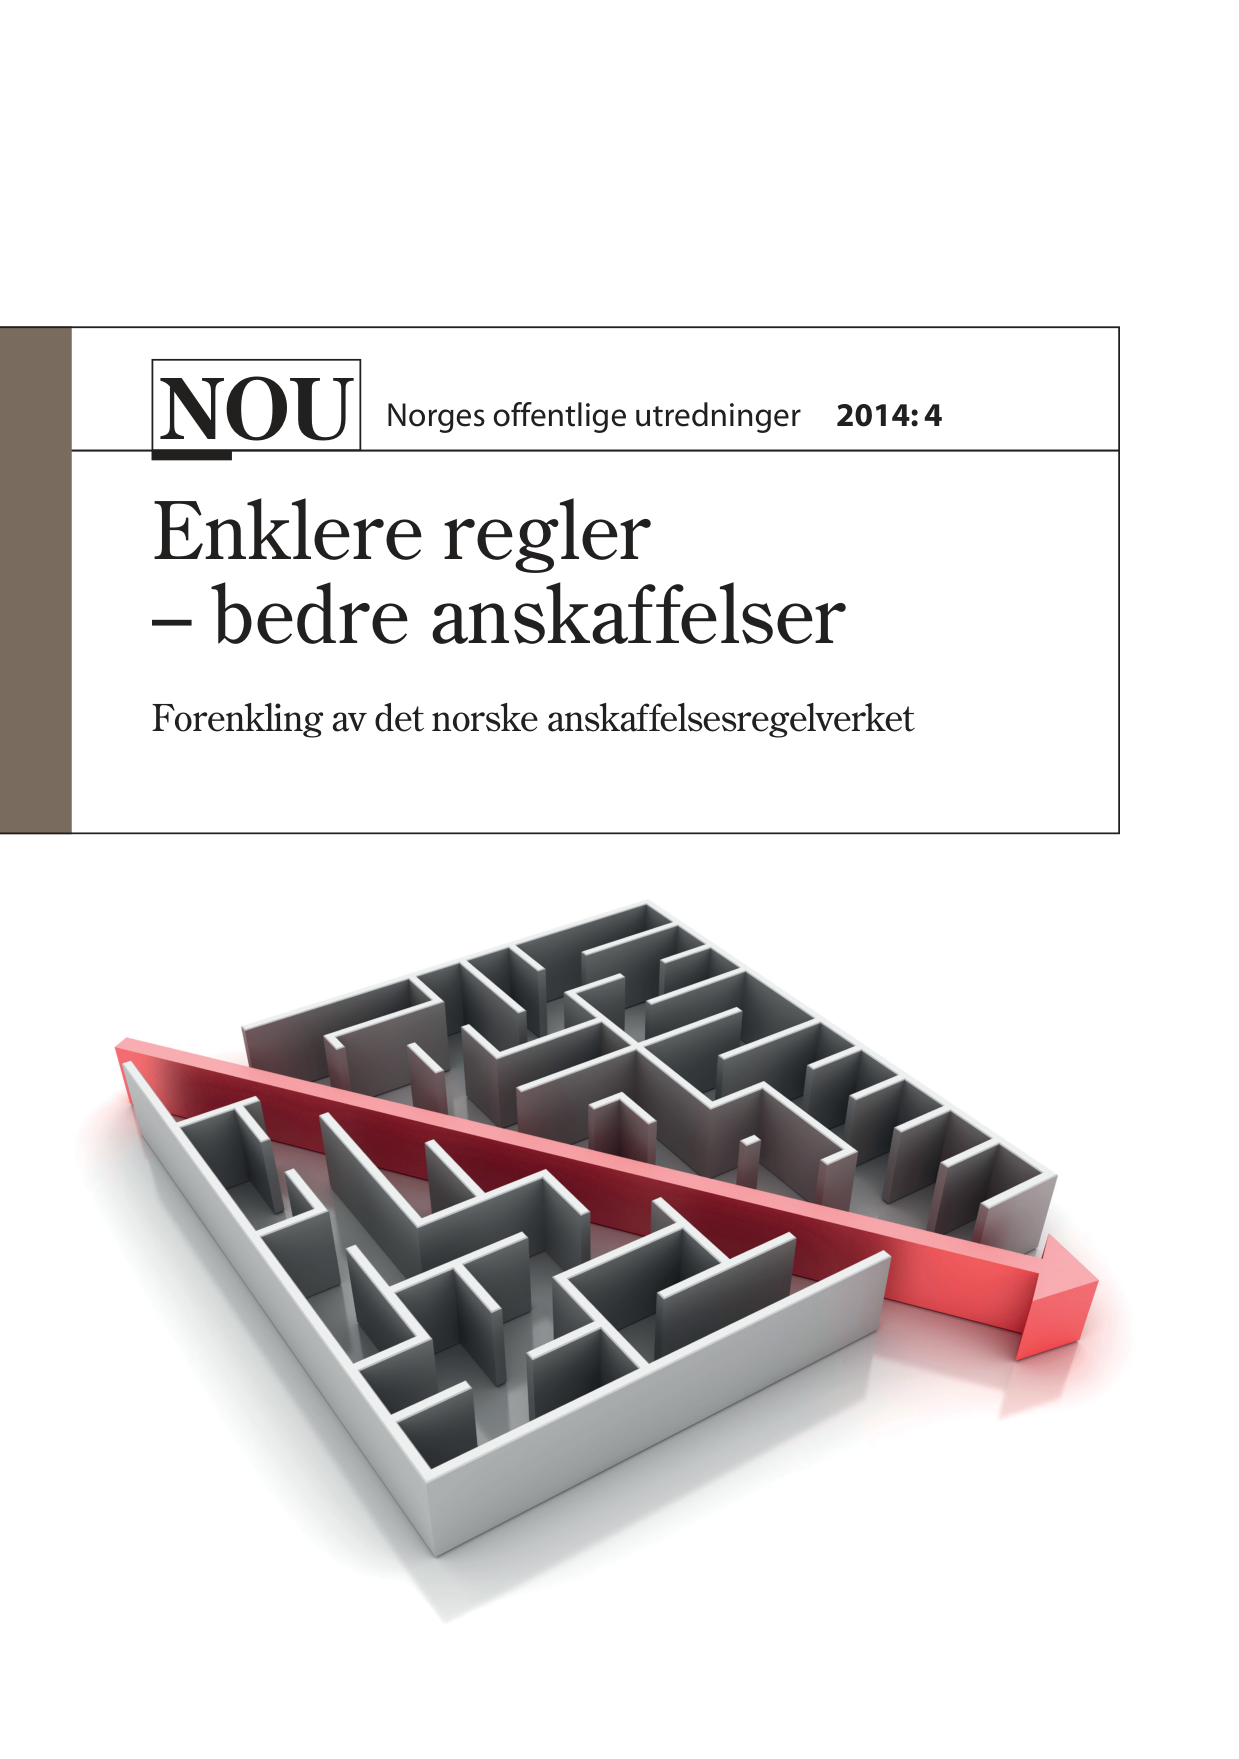 NOU Norges offentlige utredninger 2014: 4
Enklere regler
– bedre anskaffelser
Forenkling av det norske anskaffelsesregelverket